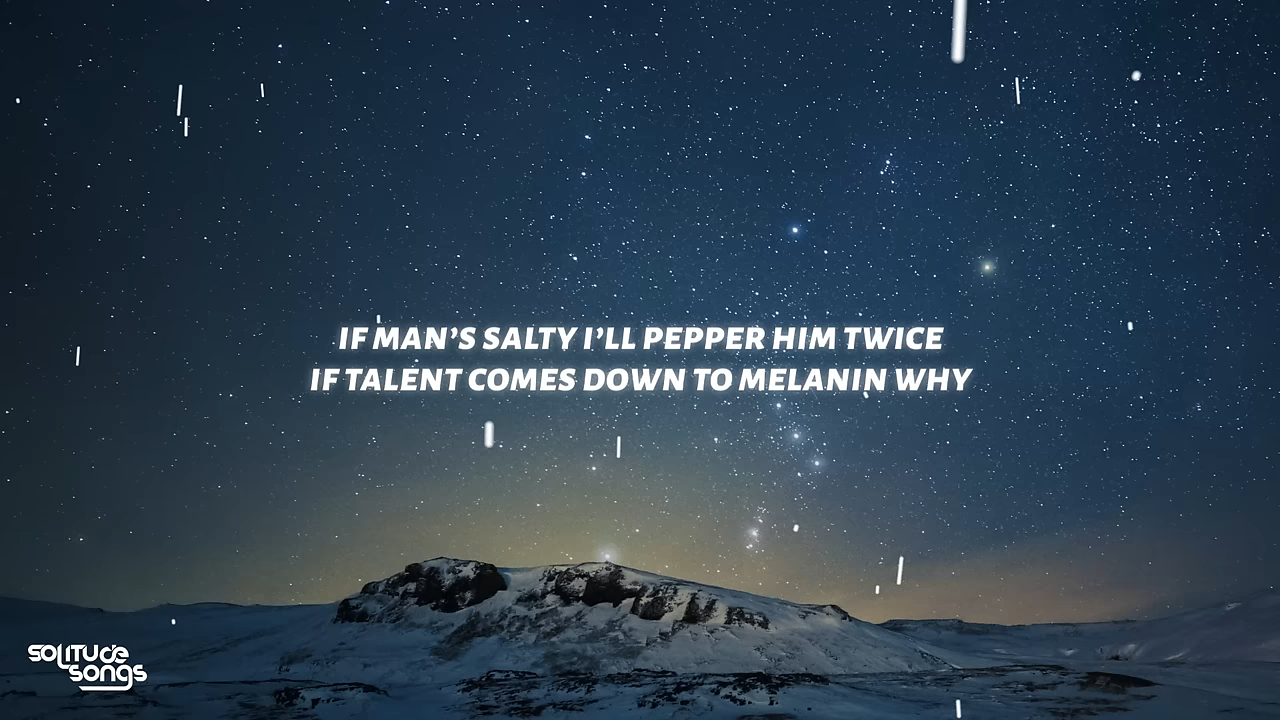 IF MAN’S SALTY I’LL PEPPER HIM TWICE
IF TALENT COMES DOWN TO MELANIN WHY
solitude
songs